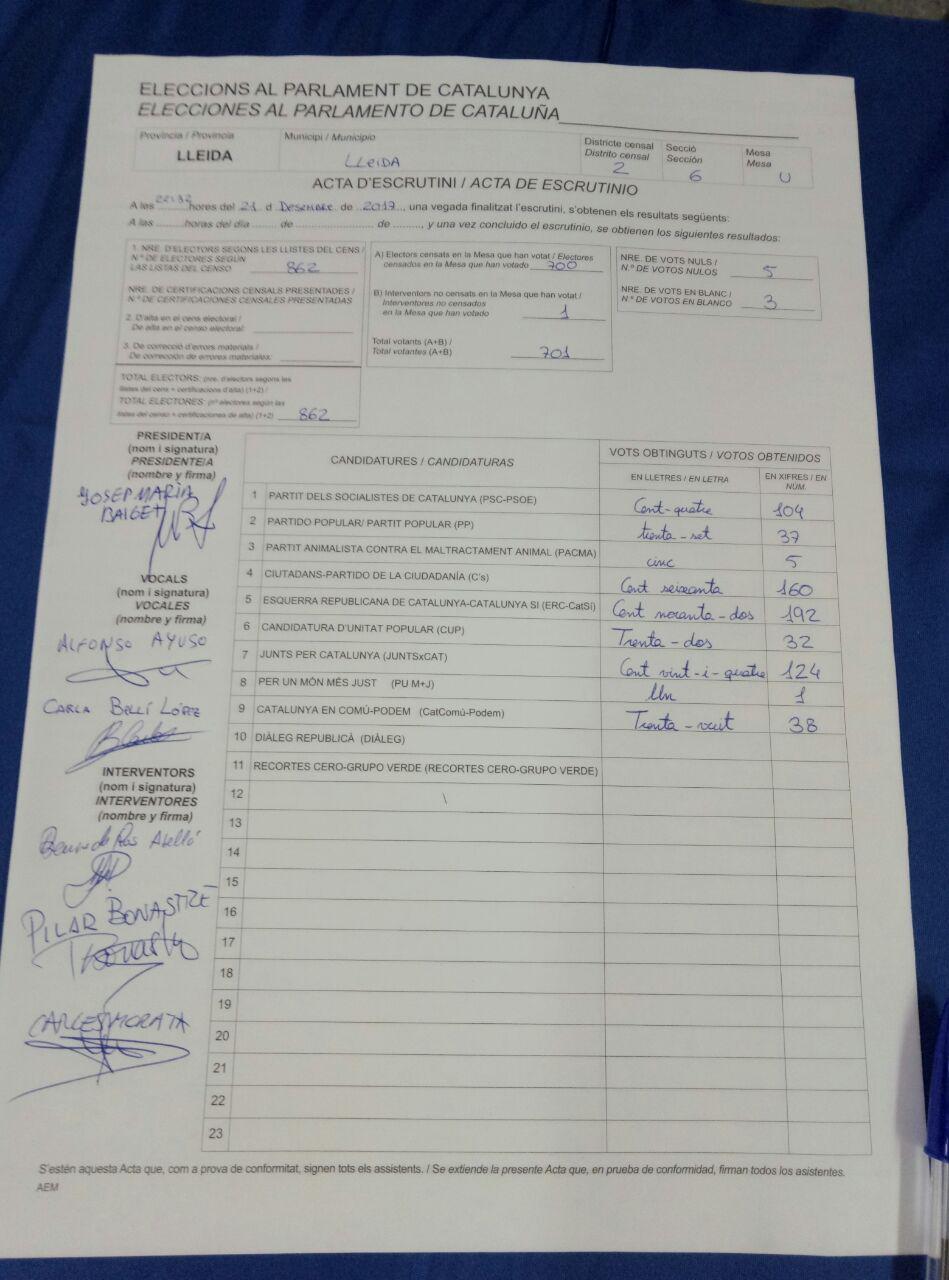 ELECCIONS AL PARLAMENT DE CATALUNYA
ELECCIONES AL PARLAMENTO DE CATALUÑA
Província / Provincia
LLEIDA
Municipi / Municipio
LLEIDA
Districte censal
Distrito censal
2
Secció
Sección
6
Mesa
Mesa
U
ACTA D'ESCRUTINI / ACTA DE ESCRUTINIO
A les 22:32 hores del 21 d Desembre de 2017, una vegada finalitzat l'escrutini, s'obtenen els resultats següents:
A las ........ horas del día ...... de ........................ de ........, y una vez concluido el escrutinio, se obtienen los siguientes resultados:
1. NRE. D'ELECTORS SEGONS LES LLISTES DEL CENS /
N.º DE ELECTORES SEGÚN
LAS LISTAS DEL CENSO 862
NRE. DE CERTIFICACIONS CENSALS PRESENTADES /
N.º DE CERTIFICACIONES CENSALES PRESENTADAS
2. D'alta en el cens electoral /
De alta en el censo electoral:
3. De correcció d'errors materials /
De corrección de errores materiales:
TOTAL ELECTORS: (nre. d'electors segons les
llistes del cens + certificacions d'alta) (1+2) /
TOTAL ELECTORES: (nº electores según las
listas del censo + certificaciones de alta) (1+2) 862
A) Electors censats en la Mesa que han votat / Electores
censados en la Mesa que han votado 700
B) Interventors no censats en la Mesa que han votat /
Interventores no censados
en la Mesa que han votado 1
Total votants (A+B) /
Total votantes (A+B) 701
NRE. DE VOTS NULS /
N.º DE VOTOS NULOS 5
NRE. DE VOTS EN BLANC /
N.º DE VOTOS EN BLANCO 3
PRESIDENT/A
(nom i signatura)
PRESIDENTE/A
(nombre y firma)
JOSEP MARIA
BAIGET
VOCALS
(nom i signatura)
VOCALES
(nombre y firma)
ALFONSO AYUSO
CARLA BELLÍ LÓPEZ
INTERVENTORS
(nom i signatura)
INTERVENTORES
(nombre y firma)
PILAR BONASTRE
CARLES MORATA
CANDIDATURES / CANDIDATURAS
VOTS OBTINGUTS / VOTOS OBTENIDOS
EN LLETRES / EN LETRA
EN XIFRES / EN
NÚM.
1 PARTIT DELS SOCIALISTES DE CATALUNYA (PSC-PSOE) Cent-quatre 104
2 PARTIDO POPULAR/ PARTIT POPULAR (PP) trenta-set 37
3 PARTIT ANIMALISTA CONTRA EL MALTRACTAMENT ANIMAL (PACMA) cinc 5
4 CIUTADANS-PARTIDO DE LA CIUDADANÍA (C's) Cent seixanta 160
5 ESQUERRA REPUBLICANA DE CATALUNYA-CATALUNYA SÍ (ERC-CatSí) Cent noranta-dos 192
6 CANDIDATURA D'UNITAT POPULAR (CUP) Trenta-dos 32
7 JUNTS PER CATALUNYA (JUNTSxCAT) Cent vint-i-quatre 124
8 PER UN MÓN MÉS JUST (PU M+J) Un 1
9 CATALUNYA EN COMÚ-PODEM (CatComú-Podem) Trenta-vuit 38
10 DIÀLEG REPUBLICÀ (DIÀLEG)
11 RECORTES CERO-GRUPO VERDE (RECORTES CERO-GRUPO VERDE)
12
13
14
15
16
17
18
19
20
21
22
23
S'estén aquesta Acta que, com a prova de conformitat, signen tots els assistents. / Se extiende la presente Acta que, en prueba de conformidad, firman todos los asistentes.
AEM